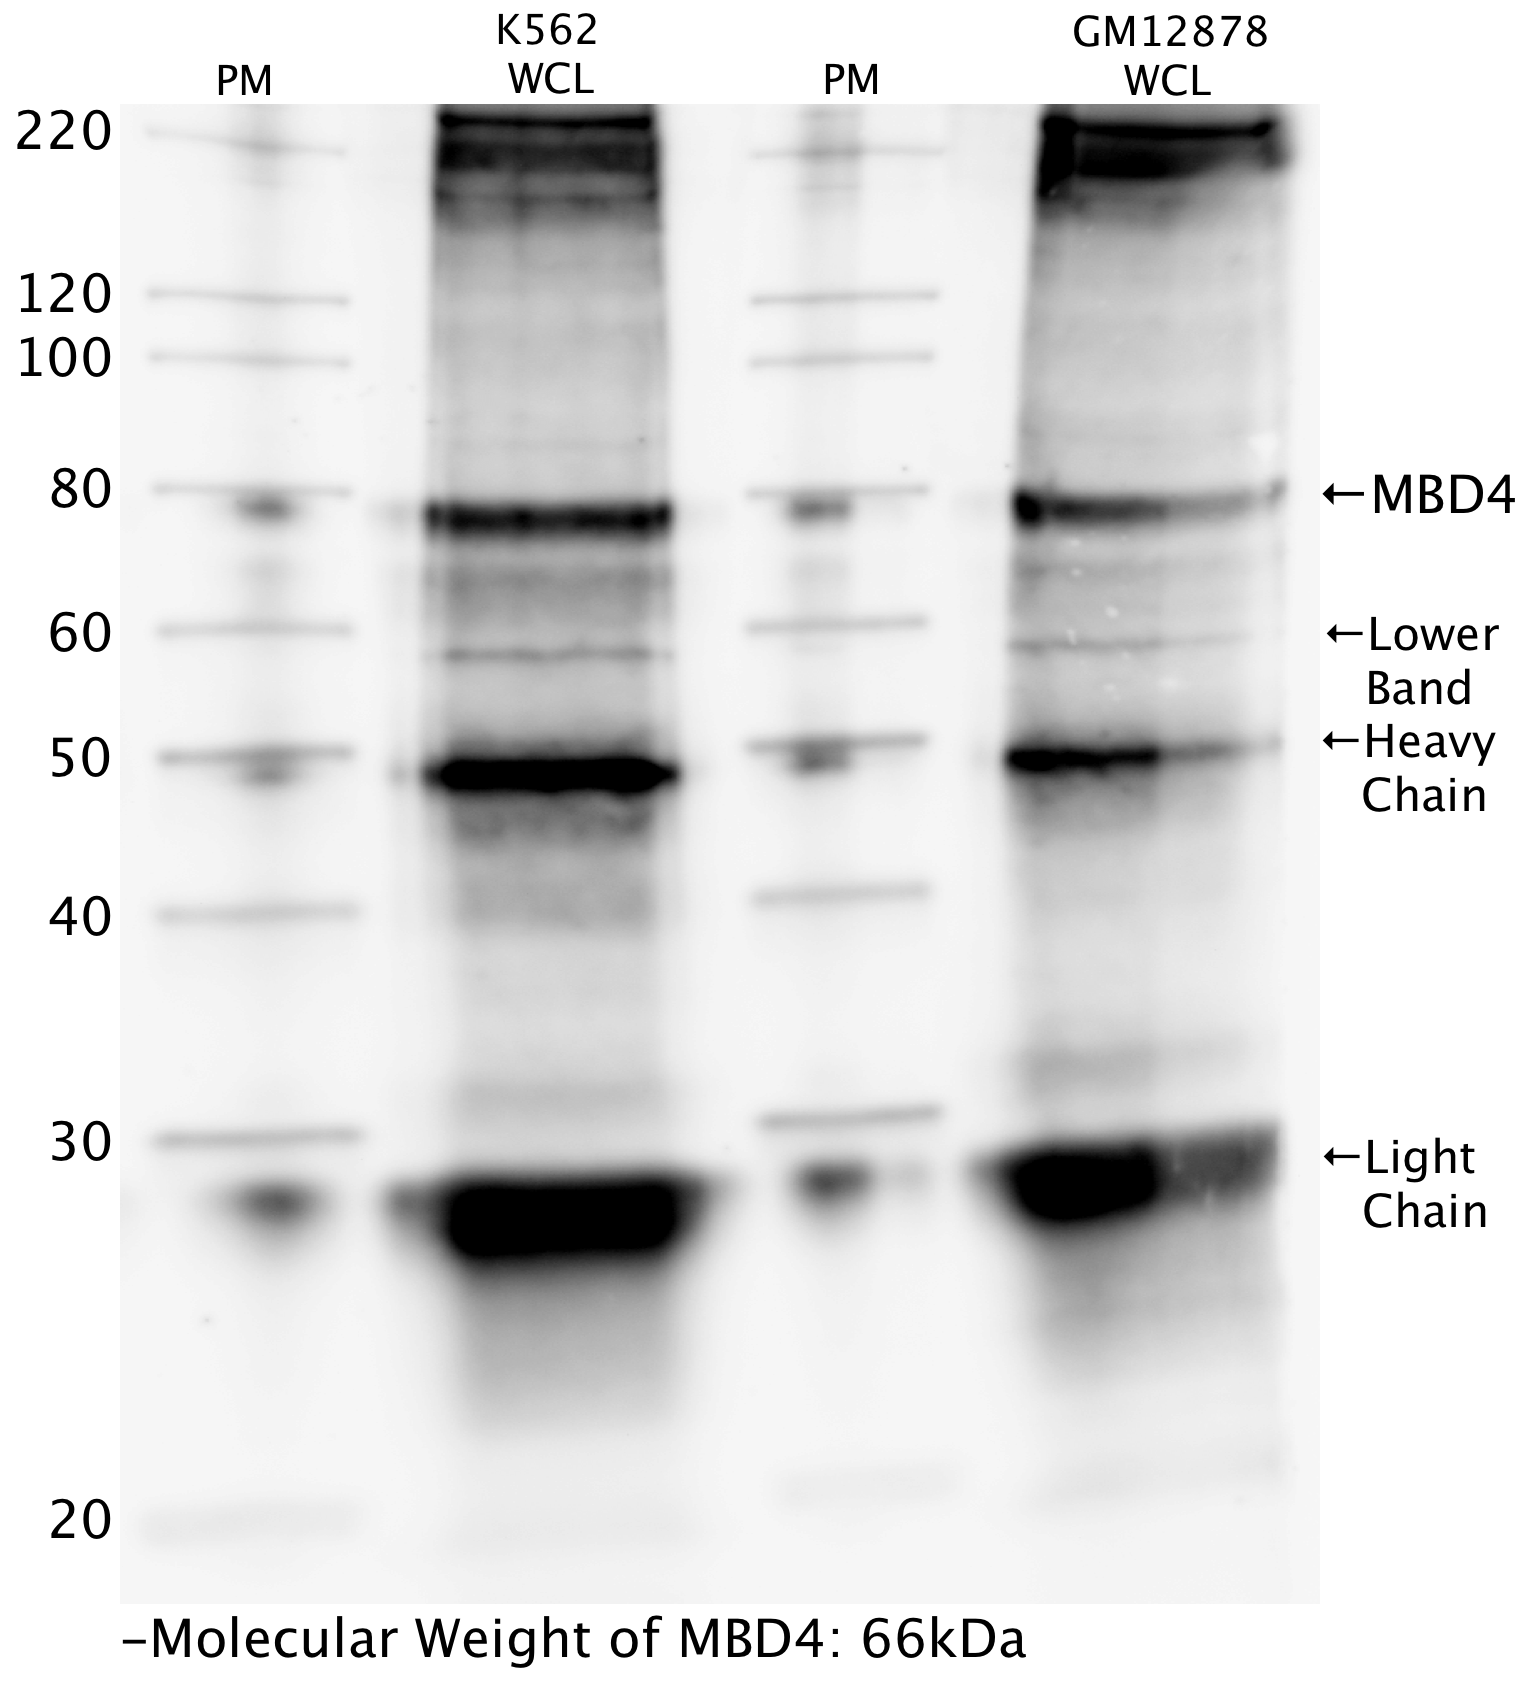 K562
GM12878
PM
WCL
PM
WCL
220
120
100
80
←MBD4
60
←Lower
Band
50
←Heavy
Chain
40
30
←Light
Chain
20
–Molecular Weight of MBD4: 66kDa